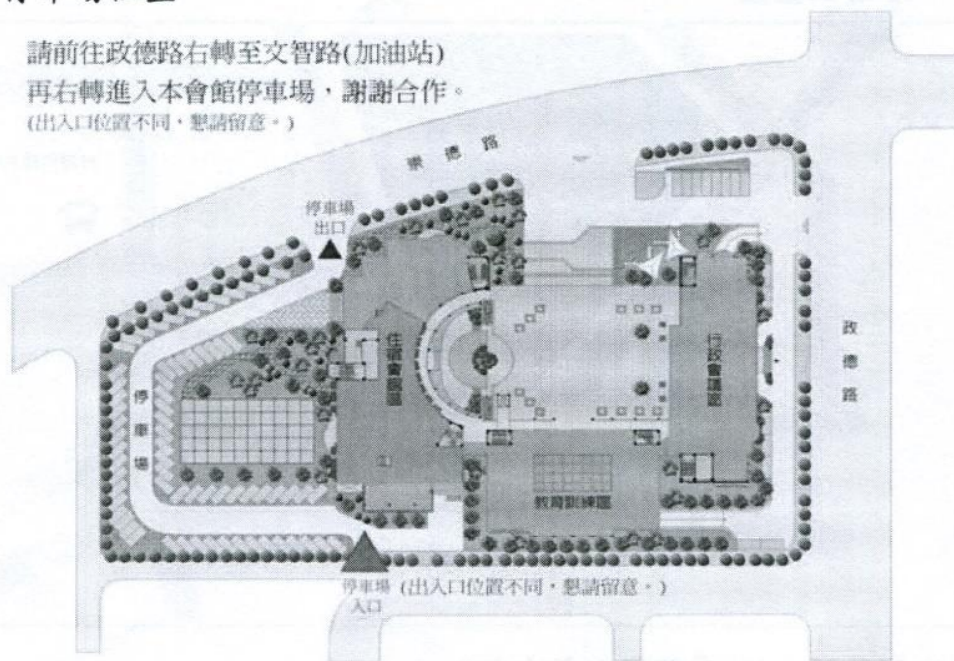 請前往政德路右轉至文智路(加油站)
再右轉進入本會館停車場，謝謝合作。
(出入口位置不同，懇請留意。)
崇德路
停車場
出口
住宿會館區
行政會議區
政德路
停車場
教育訓練區
停車場
入口
(出入口位置不同，懇請留意。)